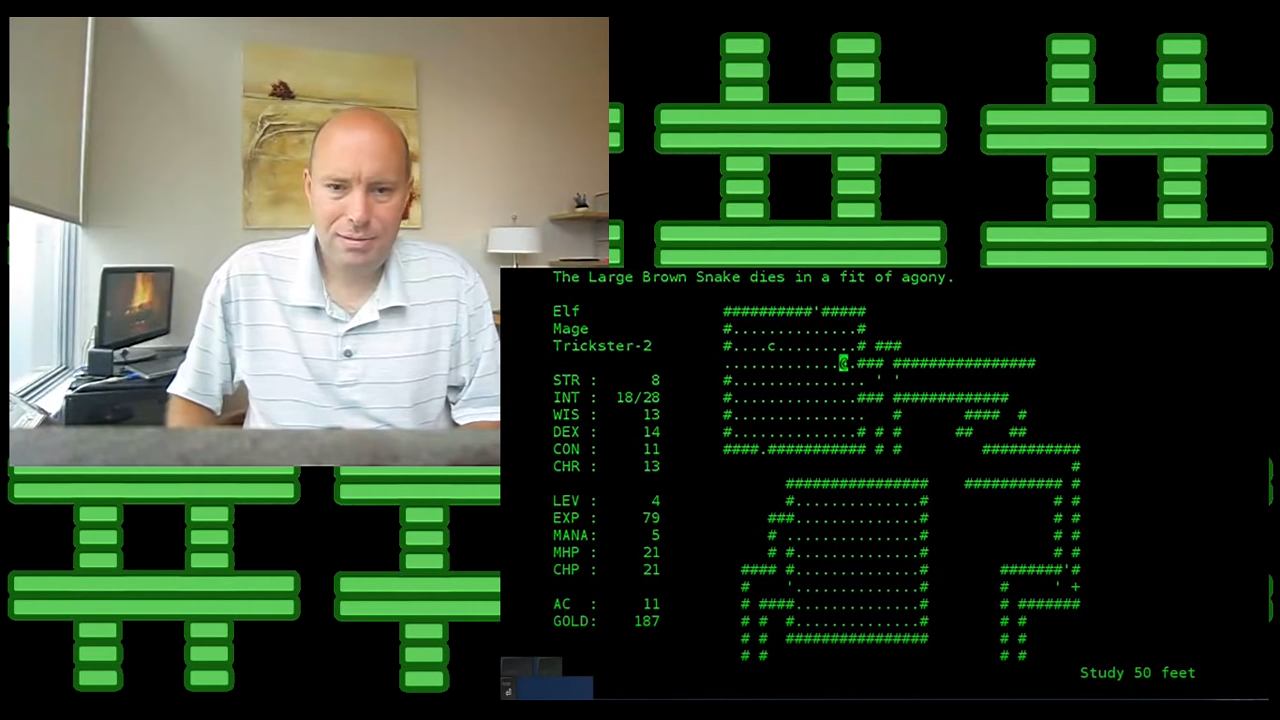 The Large Brown Snake dies in a fit of agony.
Elf
Mage
Trickster-2
STR : 8
INT : 18/28
WIS : 13
DEX : 14
CON : 11
CHR : 13
LEV : 4
EXP : 79
MANA: 5
MHP : 21
CHP : 21
AC : 11
GOLD: 187
Study 50 feet